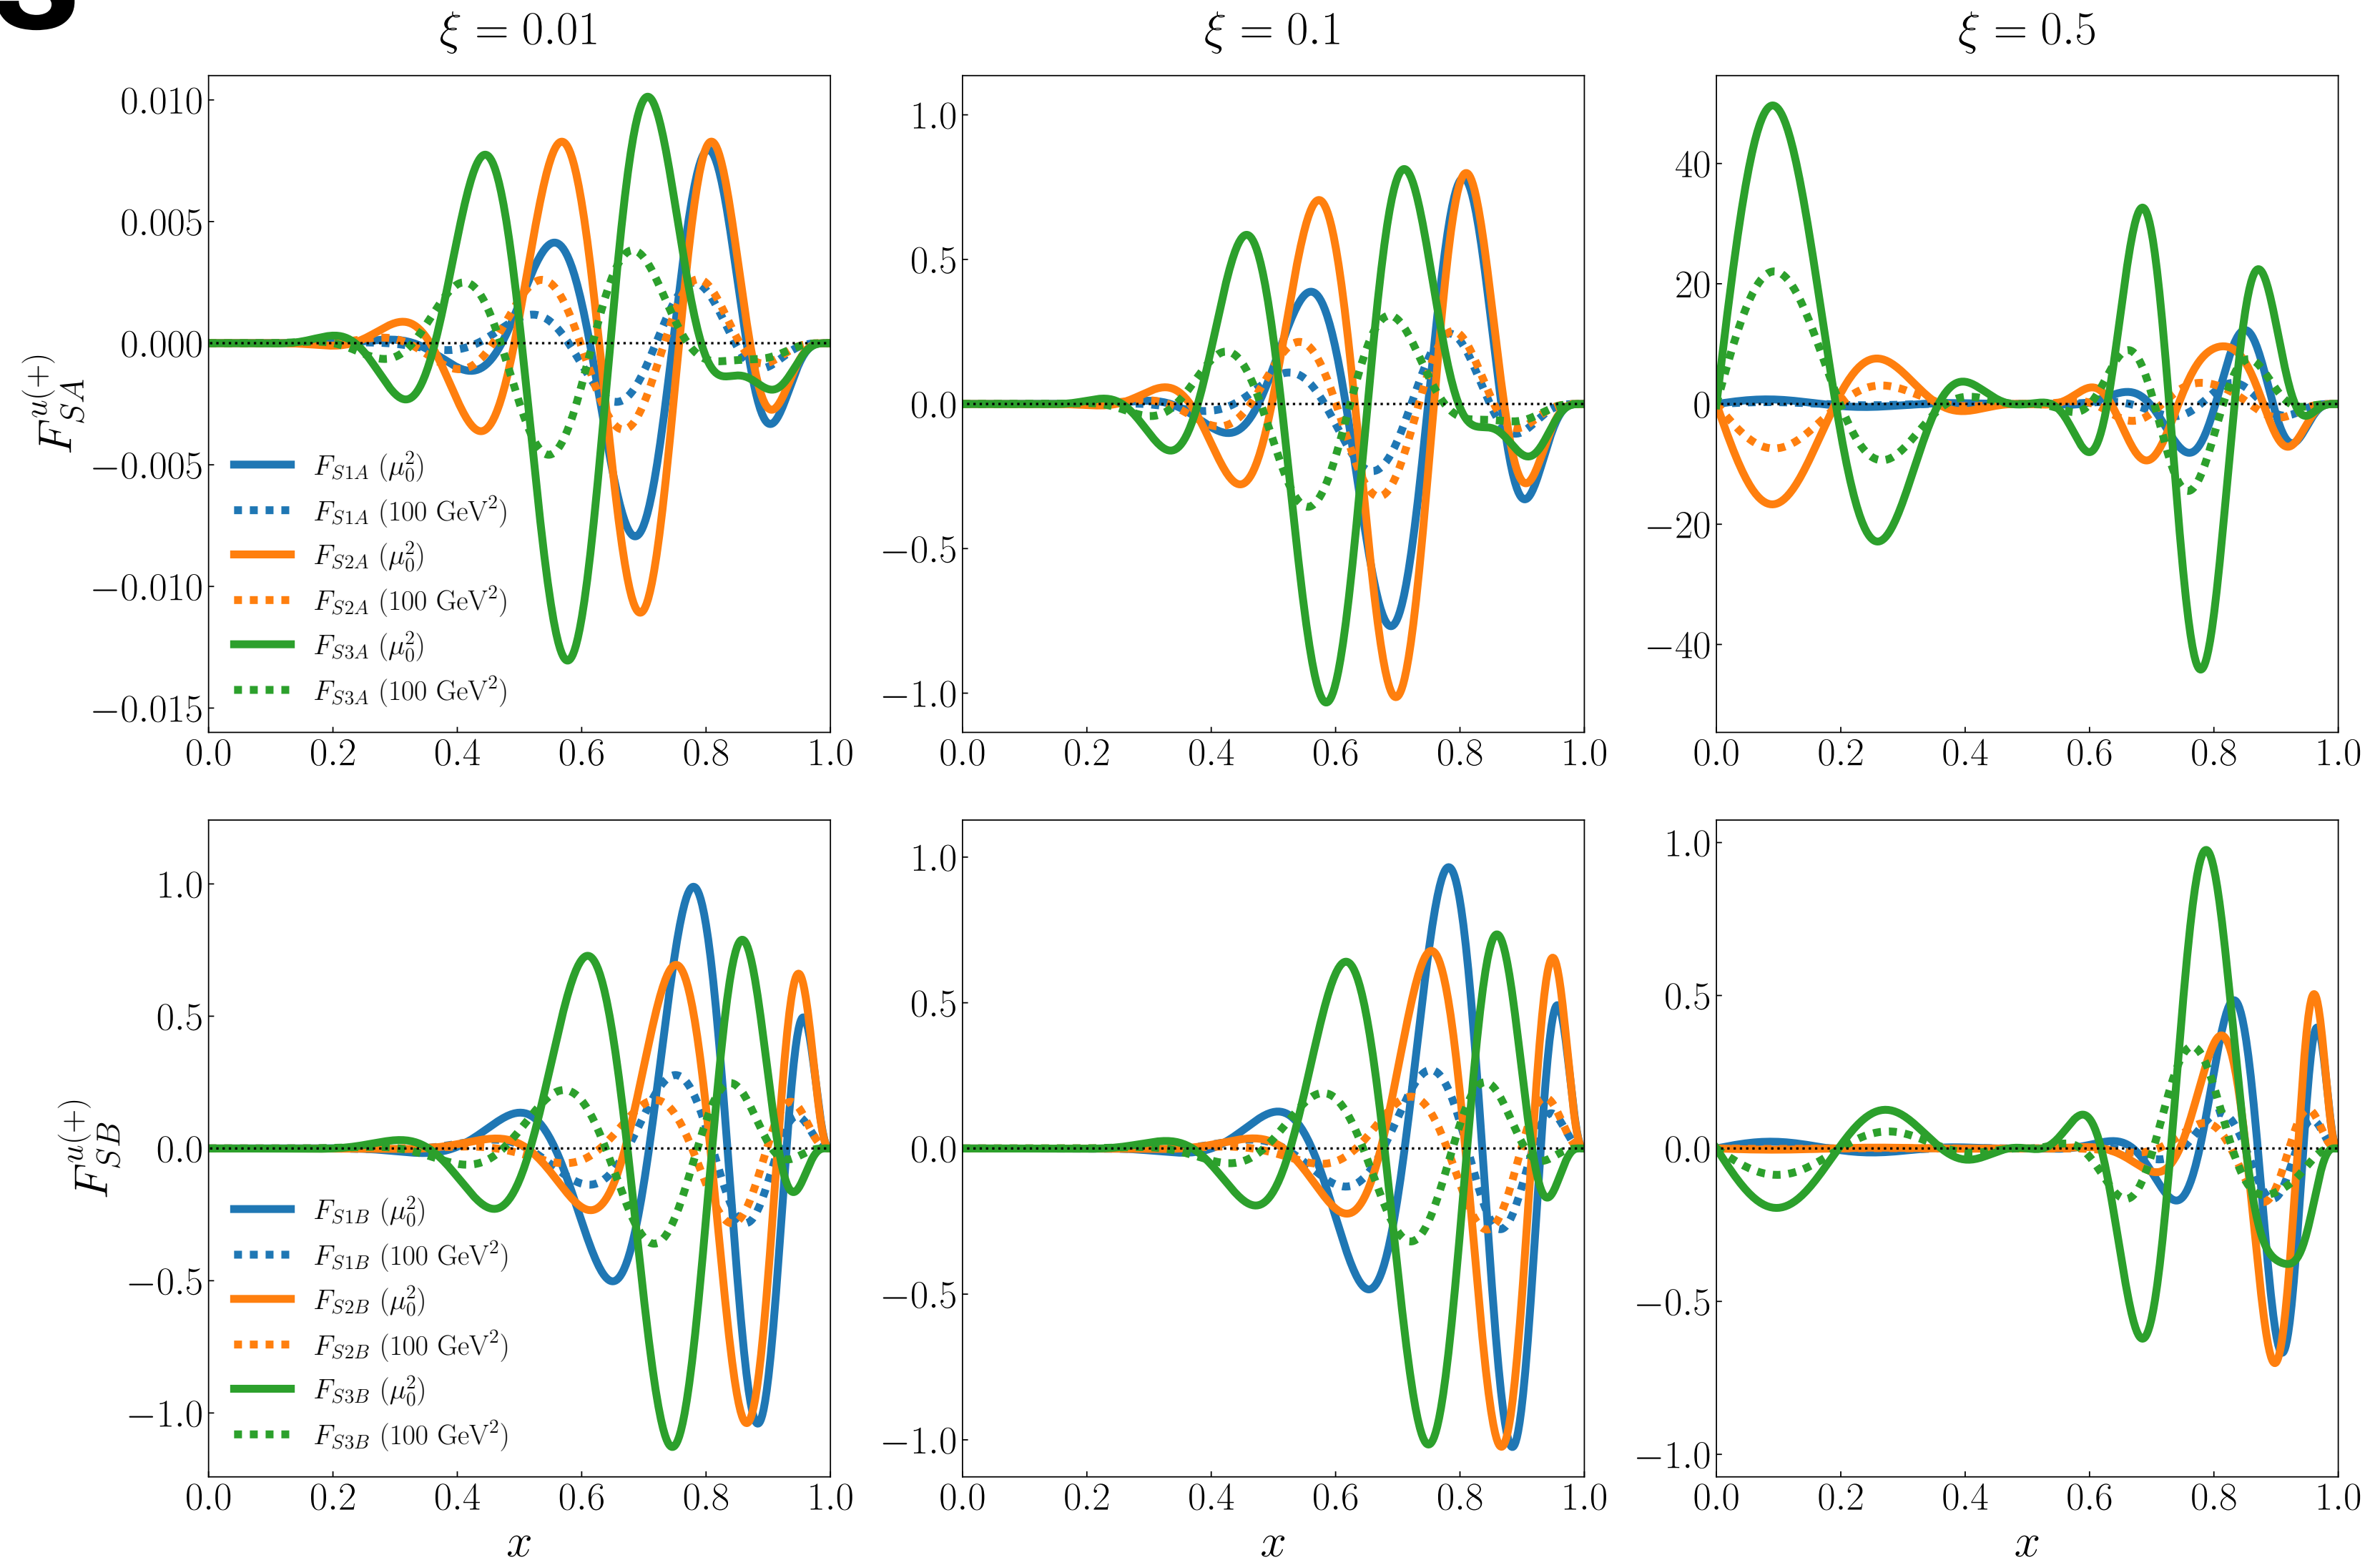 ξ = 0.01 ξ = 0.1 ξ = 0.5
F_{SA}^{u(+)}
0.010
0.005
0.000
−0.005
−0.010
−0.015
F_{S1A} (μ_0^2)
F_{S1A} (100 GeV^2)
F_{S2A} (μ_0^2)
F_{S2A} (100 GeV^2)
F_{S3A} (μ_0^2)
F_{S3A} (100 GeV^2)
0.0 0.2 0.4 0.6 0.8 1.0
1.0
0.5
0.0
−0.5
−1.0
0.0 0.2 0.4 0.6 0.8 1.0
40
20
0
−20
−40
0.0 0.2 0.4 0.6 0.8 1.0
F_{SB}^{u(+)}
1.0
0.5
0.0
−0.5
−1.0
F_{S1B} (μ_0^2)
F_{S1B} (100 GeV^2)
F_{S2B} (μ_0^2)
F_{S2B} (100 GeV^2)
F_{S3B} (μ_0^2)
F_{S3B} (100 GeV^2)
0.0 0.2 0.4 0.6 0.8 1.0
x
1.0
0.5
0.0
−0.5
−1.0
0.0 0.2 0.4 0.6 0.8 1.0
x
1.0
0.5
0.0
−0.5
−1.0
0.0 0.2 0.4 0.6 0.8 1.0
x